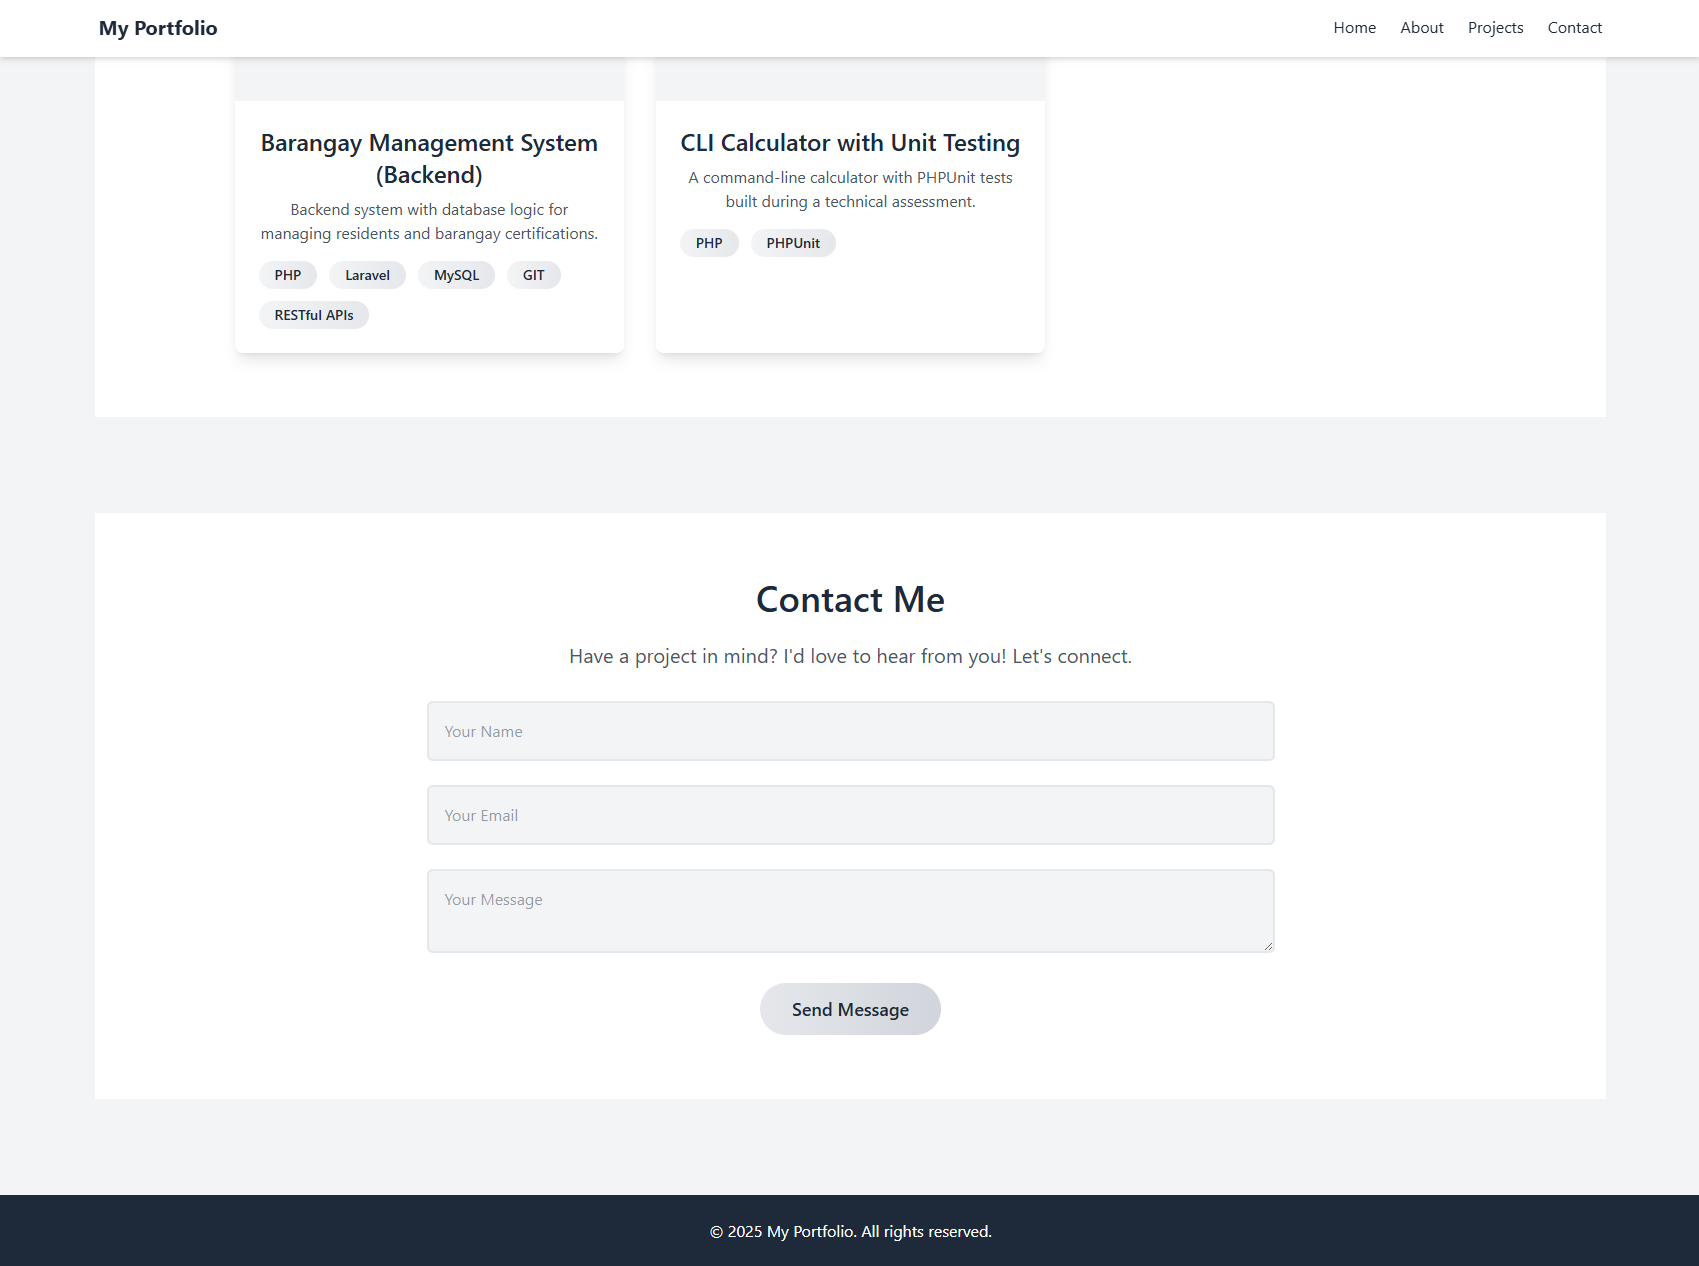 My Portfolio
Home About Projects Contact
Barangay Management System
(Backend)
Backend system with database logic for
managing residents and barangay certifications.
PHP Laravel MySQL GIT
RESTful APIs
CLI Calculator with Unit Testing
A command-line calculator with PHPUnit tests
built during a technical assessment.
PHP PHPUnit
Contact Me
Have a project in mind? I'd love to hear from you! Let's connect.
Your Name
Your Email
Your Message
Send Message
© 2025 My Portfolio. All rights reserved.